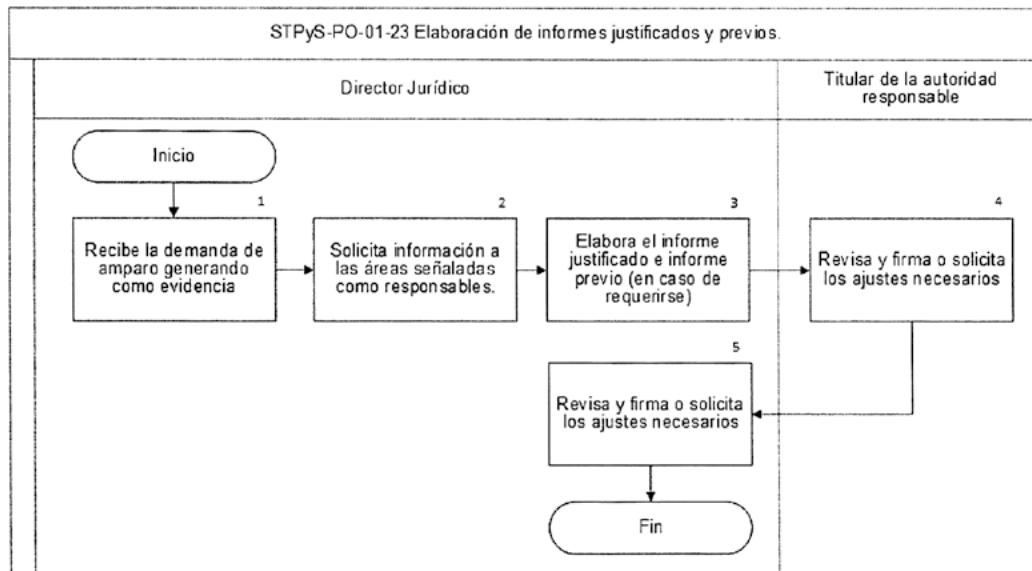 STPyS-PO-01-23 Elaboración de informes justificados y previos.
Director Jurídico
Titular de la autoridad
responsable
Inicio
1
Recibe la demanda de
amparo generando
como evidencia
2
Solicita información a
las áreas señaladas
como responsables.
3
Elabora el informe
justificado e informe
previo (en caso de
requerirse)
4
Revisa y firma o solicita
los ajustes necesarios
5
Revisa y firma o solicita
los ajustes necesarios
Fin